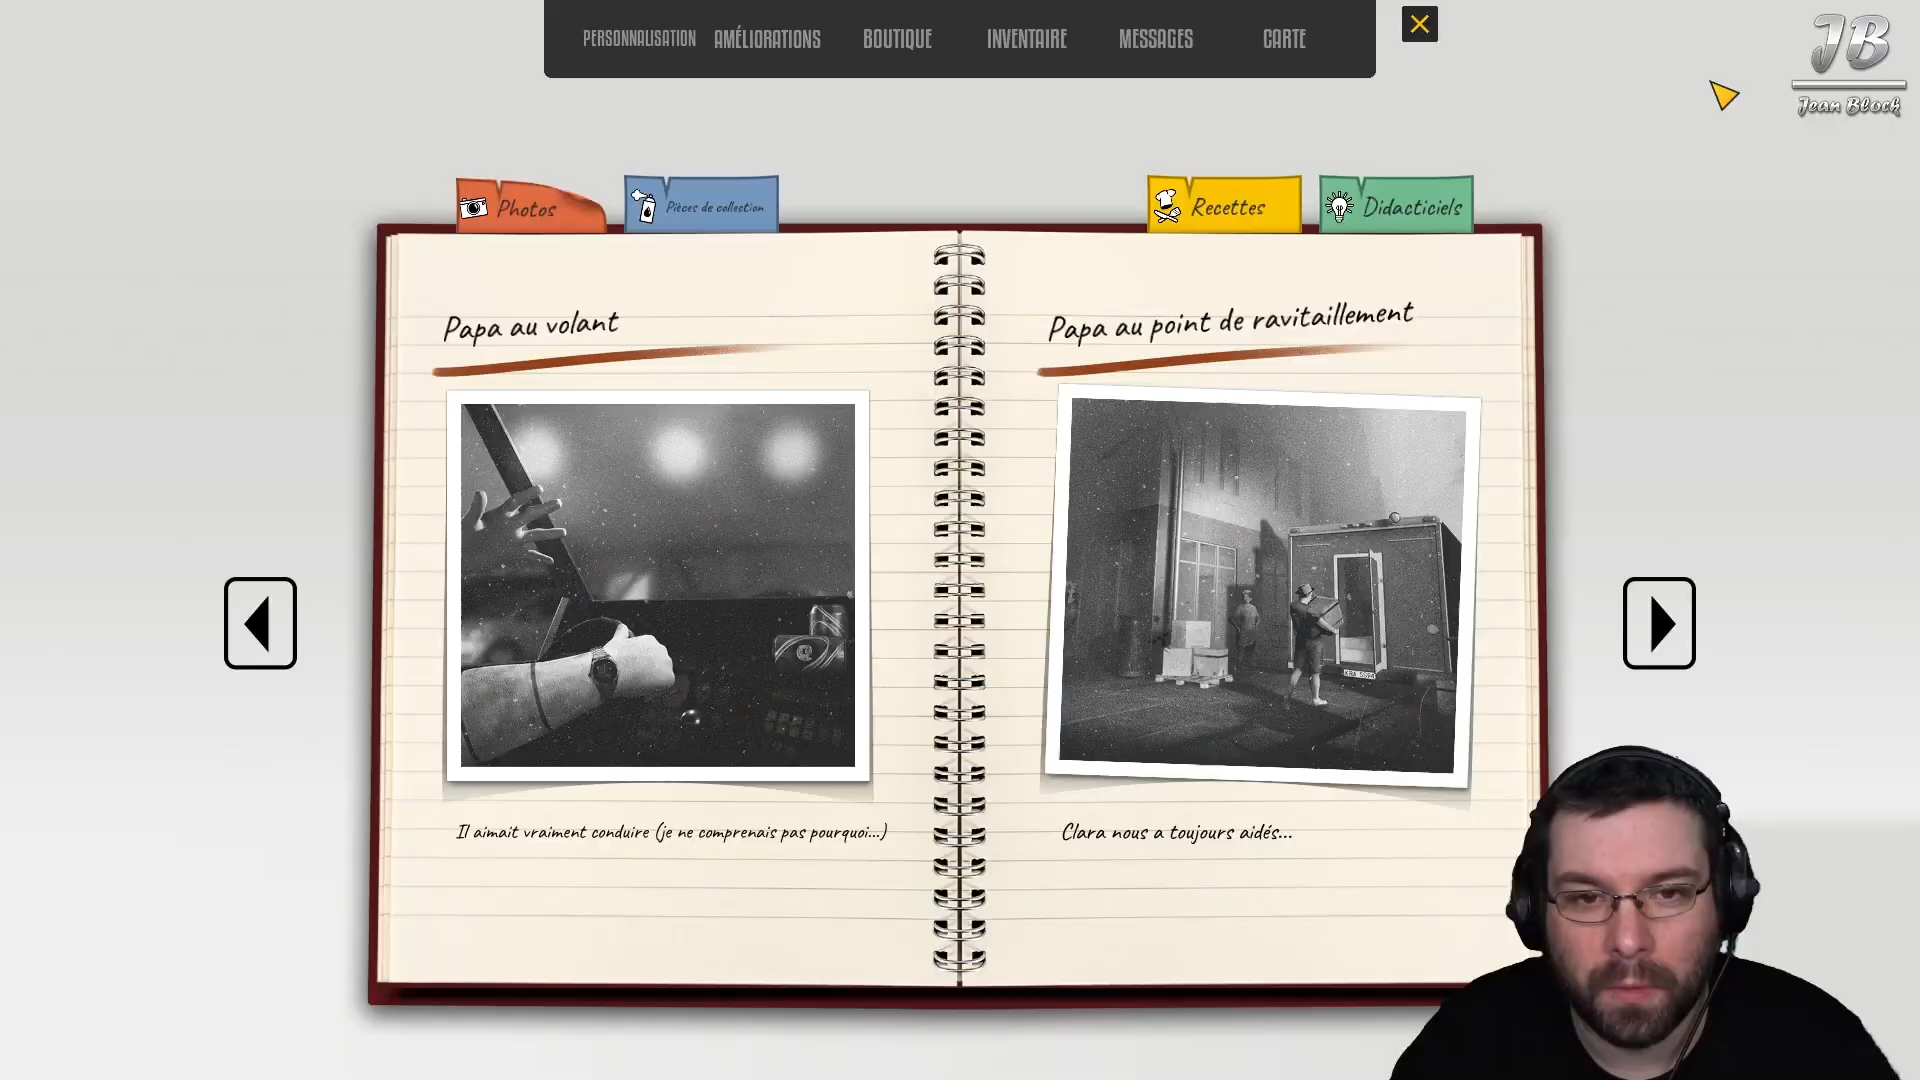 PERSONNALISATION
AMÉLIORATIONS
BOUTIQUE
INVENTAIRE
MESSAGES
CARTE
JB
Jean Block
Photos
Pièces de collection
Recettes
Didacticiels
Papa au volant
Papa au point de ravitaillement
Il aimait vraiment conduire (je ne comprenais pas pourquoi...)
Clara nous a toujours aidés...